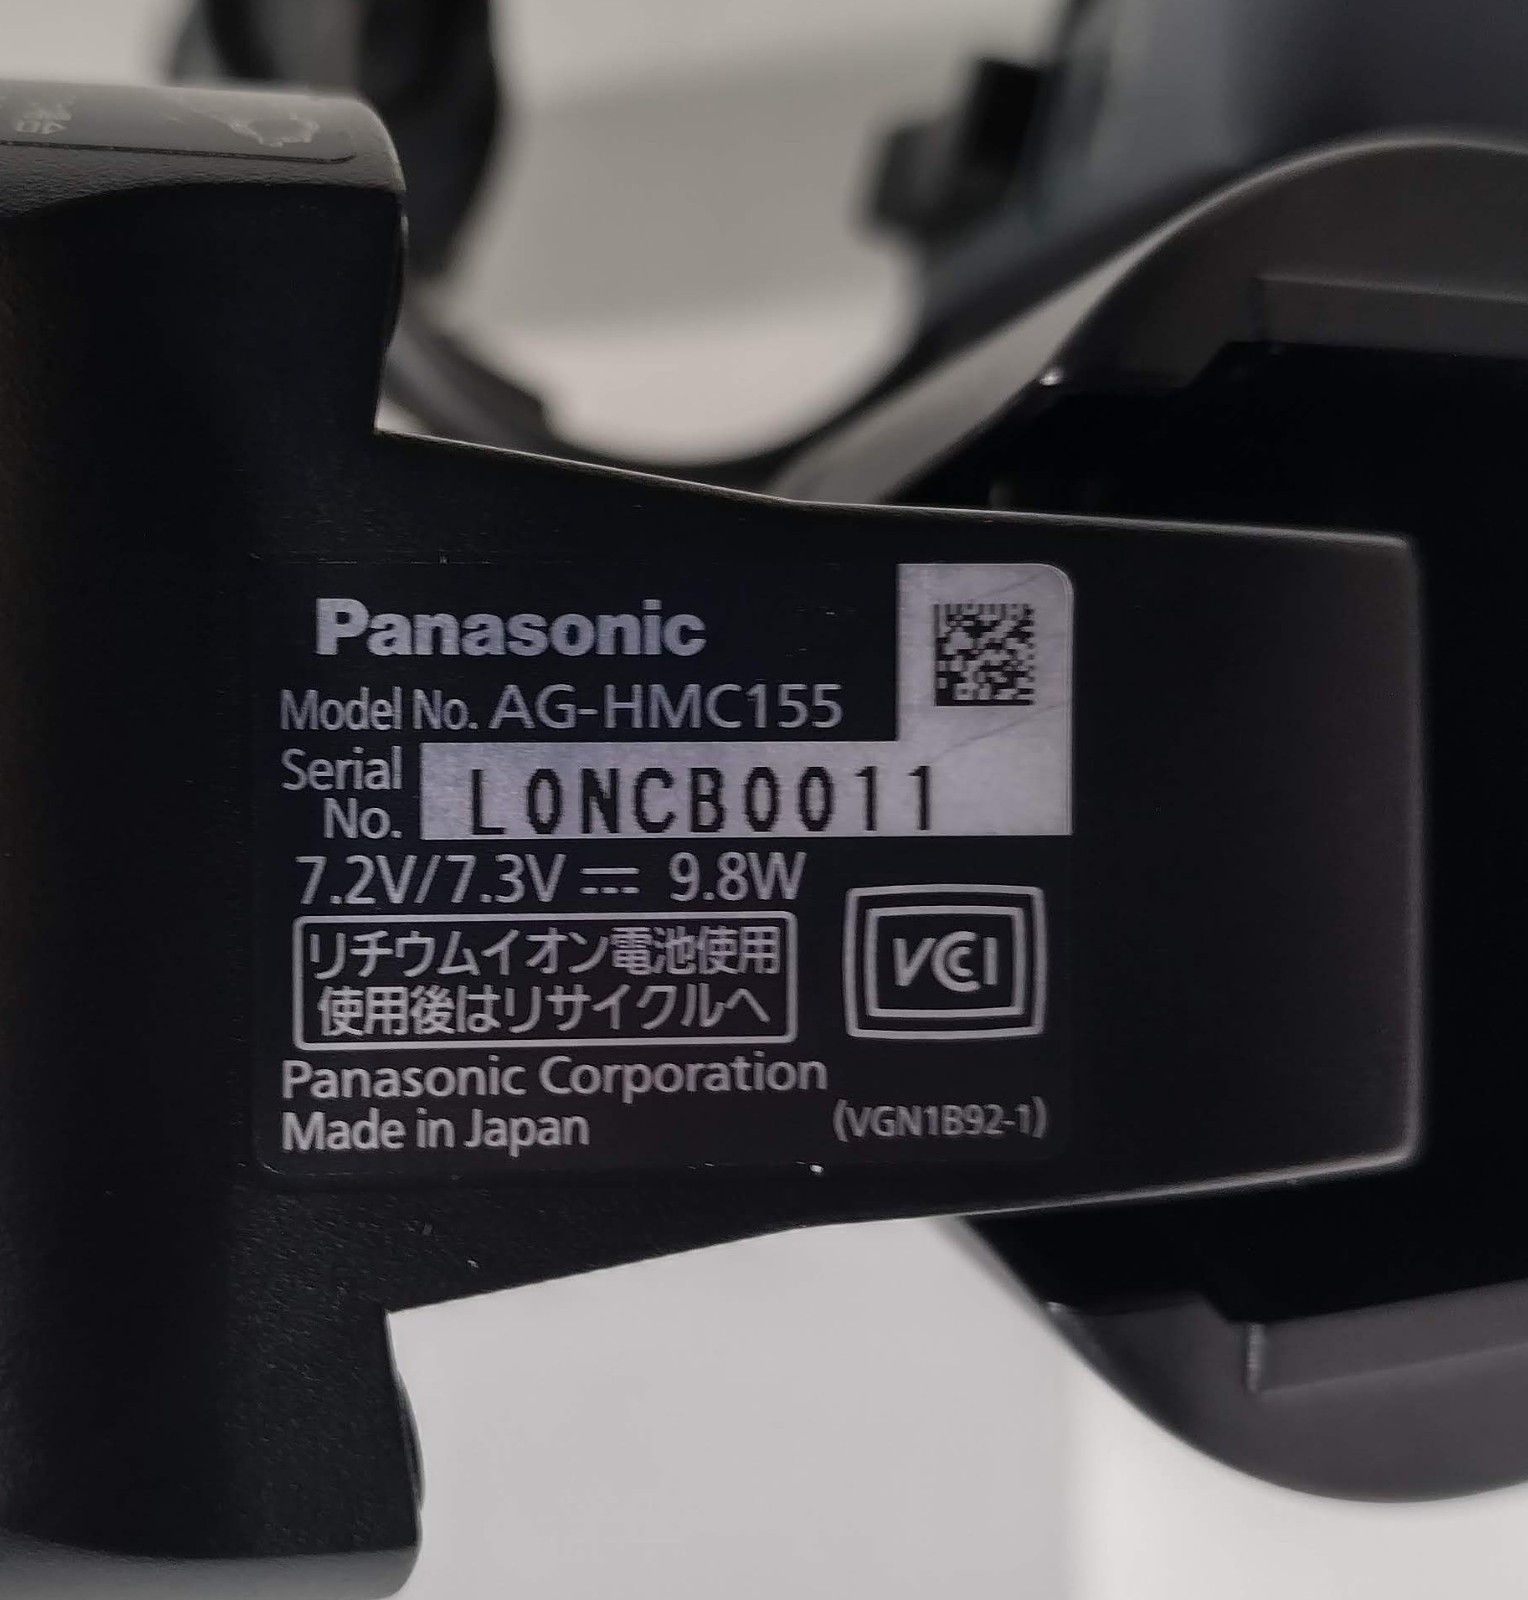 Panasonic
Model No. AG-HMC155
Serial No. L0NCB0011
7.2V/7.3V ⎓ 9.8W
リチウムイオン電池使用
使用後はリサイクルへ
VCCI
Panasonic Corporation
Made in Japan
(VGN1B92-1)